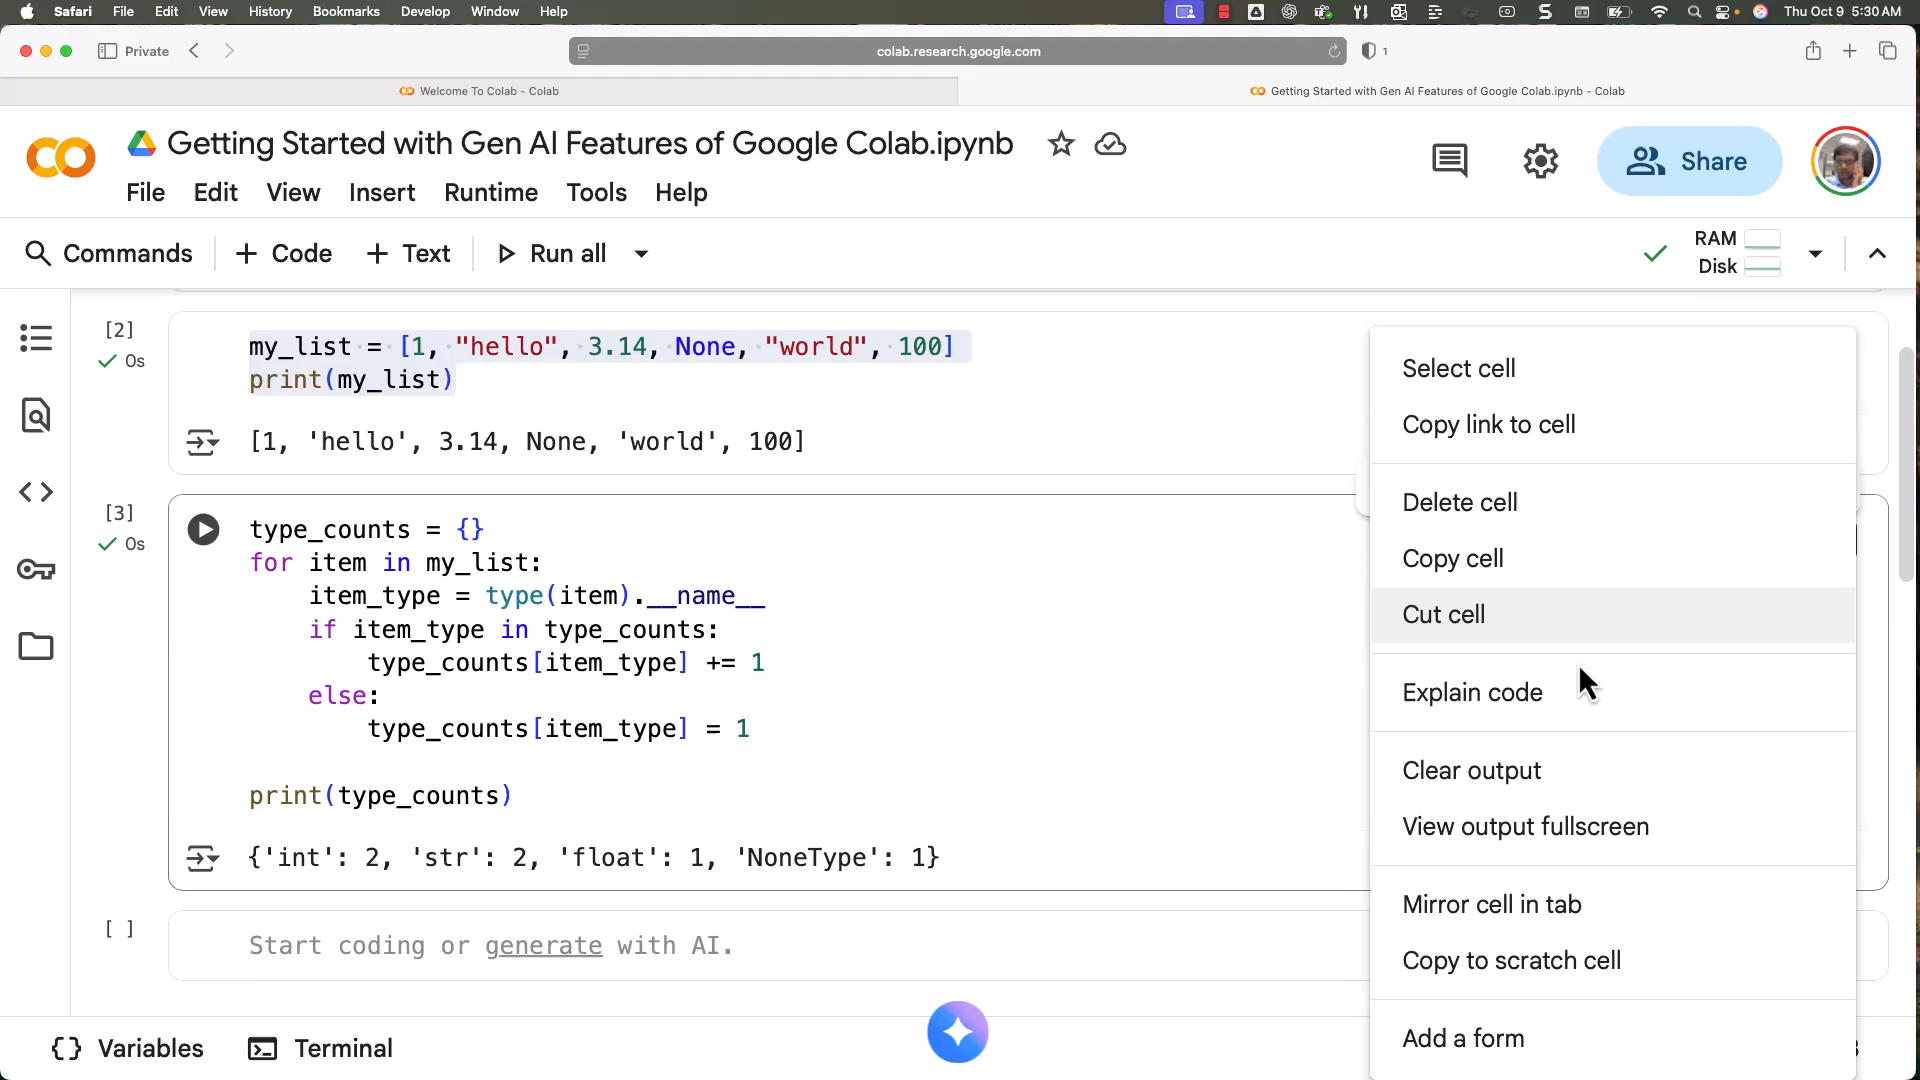 Safari File Edit View History Bookmarks Develop Window Help Thu Oct 9 5:30 AM
Private colab.research.google.com 1
Welcome To Colab - Colab Getting Started with Gen AI Features of Google Colab.ipynb - Colab
Getting Started with Gen AI Features of Google Colab.ipynb
Share
File Edit View Insert Runtime Tools Help
Commands + Code + Text Run all RAM
Disk
[2] my_list = [1, "hello", 3.14, None, "world", 100]
0s print(my_list)
[1, 'hello', 3.14, None, 'world', 100]
[3] type_counts = {}
0s for item in my_list:
item_type = type(item).__name__
if item_type in type_counts:
type_counts[item_type] += 1
else:
type_counts[item_type] = 1
print(type_counts)
{'int': 2, 'str': 2, 'float': 1, 'NoneType': 1}
[ ] Start coding or generate with AI.
Select cell
Copy link to cell
Delete cell
Copy cell
Cut cell
Explain code
Clear output
View output fullscreen
Mirror cell in tab
Copy to scratch cell
Add a form
{} Variables Terminal